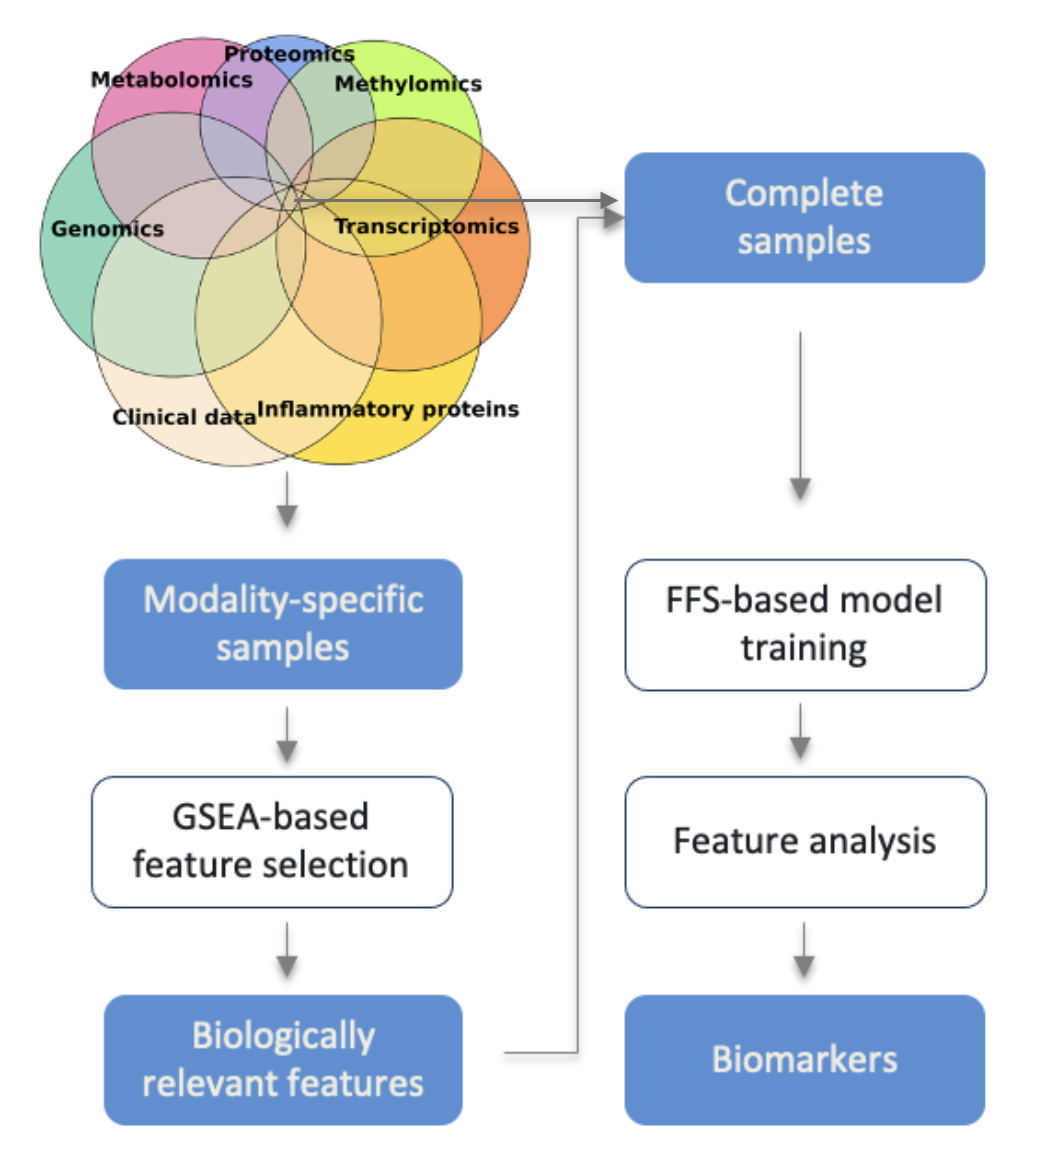 Proteomics
Metabolomics
Methylomics
Genomics
Transcriptomics
Clinical data
Inflammatory proteins
Modality-specific
samples
GSEA-based
feature selection
Biologically
relevant features
Complete
samples
FFS-based model
training
Feature analysis
Biomarkers